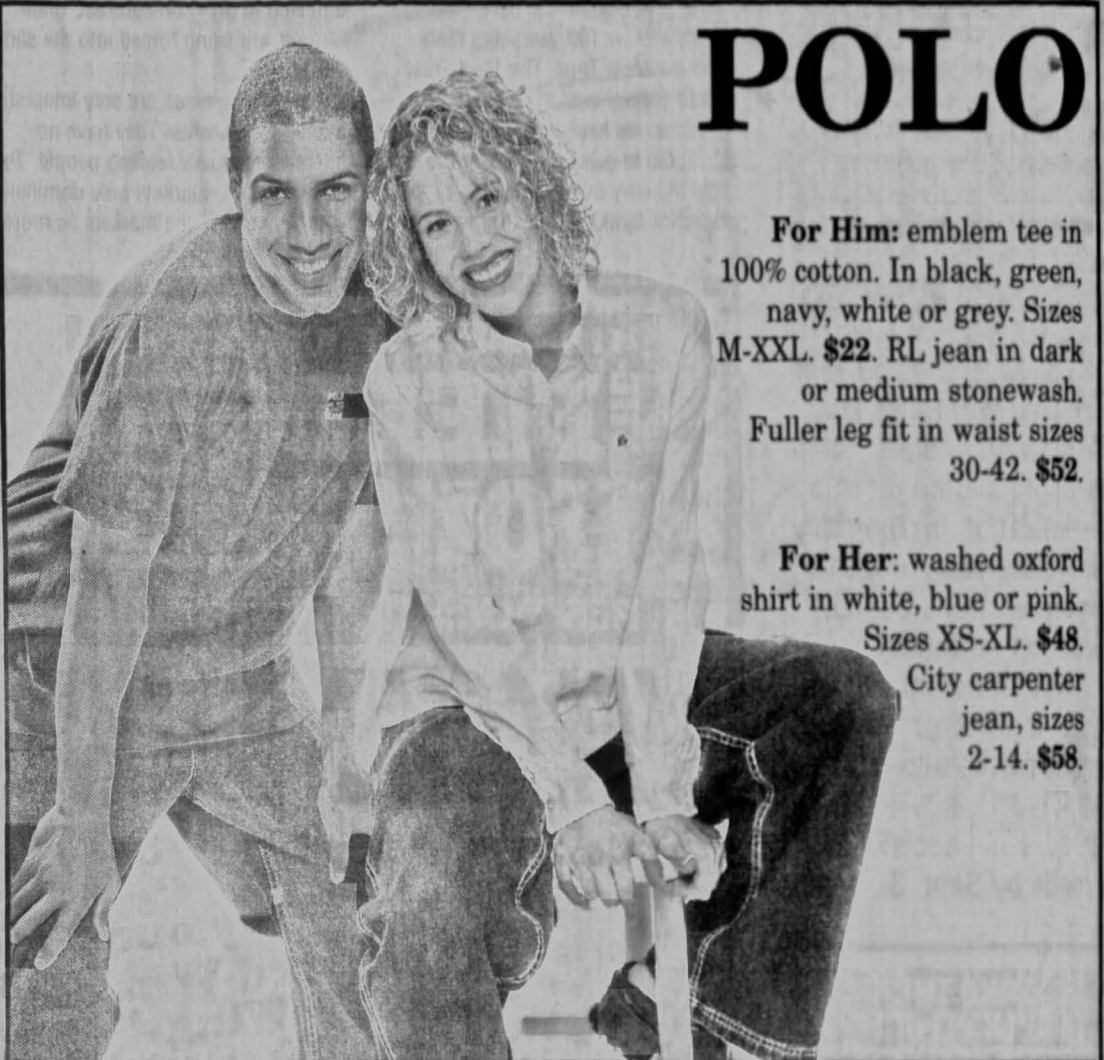 POLO
For Him: emblem tee in
100% cotton. In black, green,
navy, white or grey. Sizes
M-XXL. $22. RL jean in dark
or medium stonewash.
Fuller leg fit in waist sizes
30-42. $52.
For Her: washed oxford
shirt in white, blue or pink.
Sizes XS-XL. $48.
City carpenter
jean, sizes
2-14. $58.